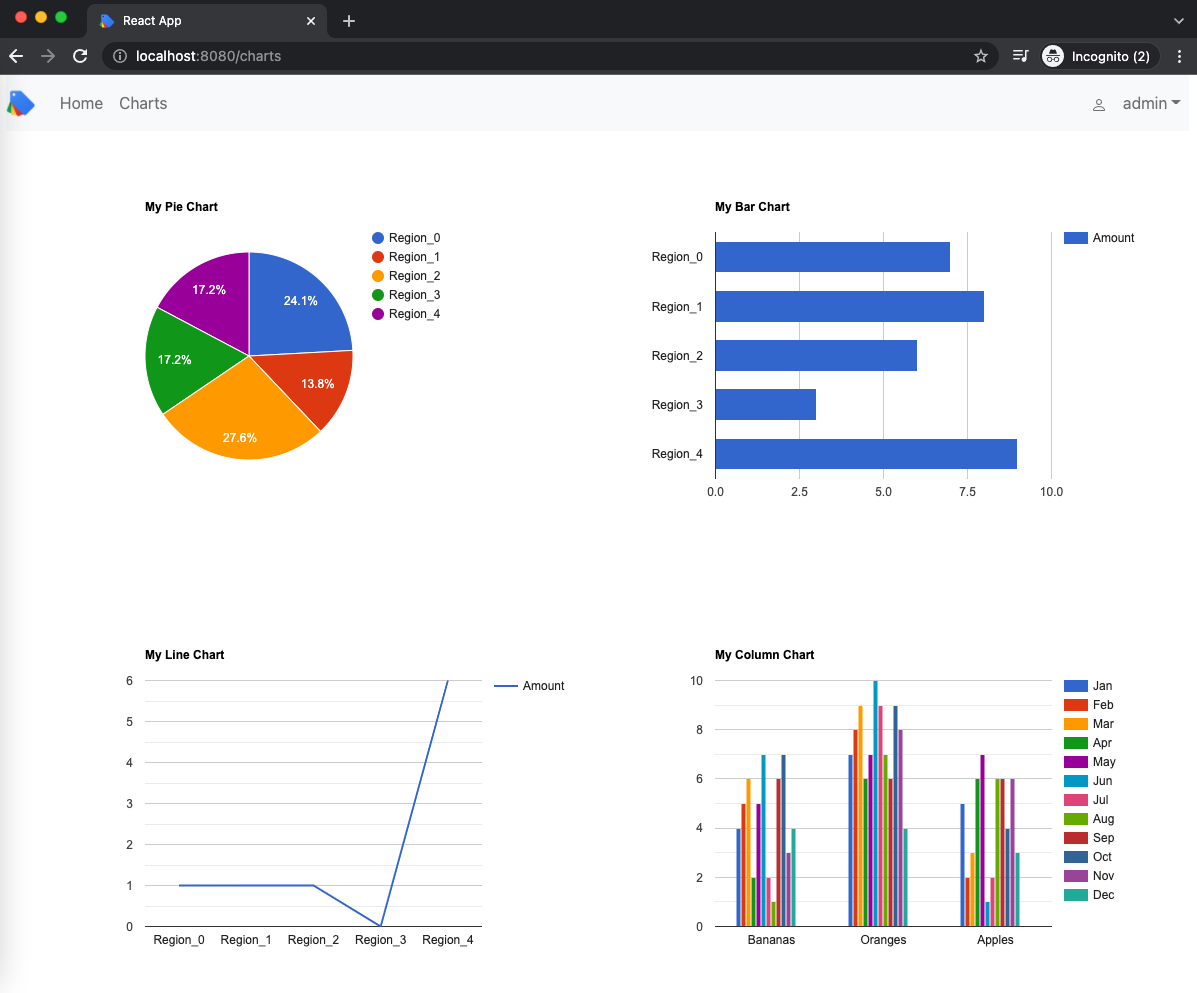 React App
localhost:8080/charts
Incognito (2)
Home
Charts
admin
My Pie Chart
24.1%
13.8%
27.6%
17.2%
17.2%
Region_0
Region_1
Region_2
Region_3
Region_4
My Bar Chart
Region_0
Region_1
Region_2
Region_3
Region_4
0.0 2.5 5.0 7.5 10.0
Amount
My Line Chart
6
5
4
3
2
1
0
Region_0 Region_1 Region_2 Region_3 Region_4
Amount
My Column Chart
10
8
6
4
2
0
Bananas Oranges Apples
Jan
Feb
Mar
Apr
May
Jun
Jul
Aug
Sep
Oct
Nov
Dec